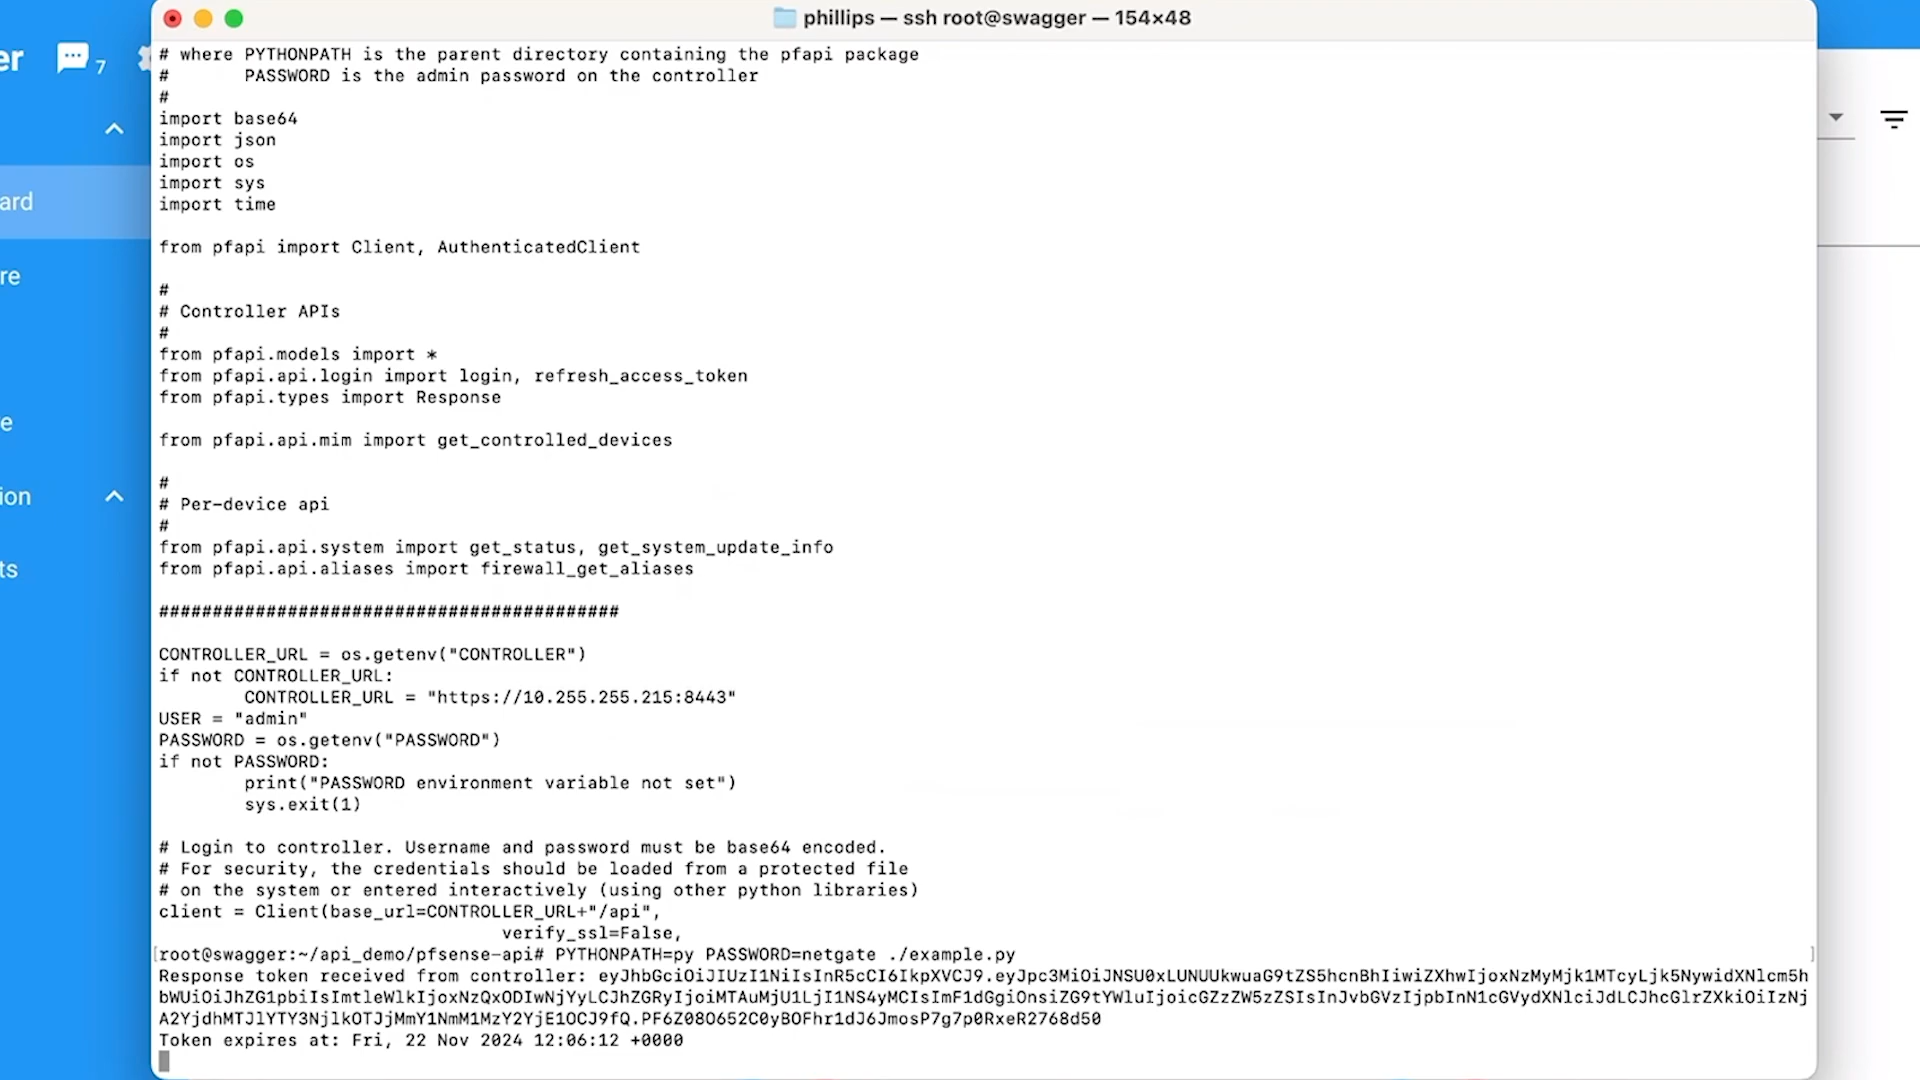 phillips — ssh root@swagger — 154×48
er
7
ard
re
e
ion
ts
# where PYTHONPATH is the parent directory containing the pfapi package
#       PASSWORD is the admin password on the controller
#
import base64
import json
import os
import sys
import time
from pfapi import Client, AuthenticatedClient
#
# Controller APIs
#
from pfapi.models import *
from pfapi.api.login import login, refresh_access_token
from pfapi.types import Response
from pfapi.api.mim import get_controlled_devices
#
# Per-device api
#
from pfapi.api.system import get_status, get_system_update_info
from pfapi.api.aliases import firewall_get_aliases
###########################################
CONTROLLER_URL = os.getenv("CONTROLLER")
if not CONTROLLER_URL:
        CONTROLLER_URL = "https://10.255.255.215:8443"
USER = "admin"
PASSWORD = os.getenv("PASSWORD")
if not PASSWORD:
        print("PASSWORD environment variable not set")
        sys.exit(1)
# Login to controller. Username and password must be base64 encoded.
# For security, the credentials should be loaded from a protected file
# on the system or entered interactively (using other python libraries)
client = Client(base_url=CONTROLLER_URL+"/api",
                                verify_ssl=False,
[root@swagger:~/api_demo/pfsense-api# PYTHONPATH=py PASSWORD=netgate ./example.py ]
Response token received from controller: eyJhbGciOiJIUzI1NiIsInR5cCI6IkpXVCJ9.eyJpc3MiOiJNSU0xLUNUUkwuaG9tZS5hcnBhIiwiZXhwIjoxNzMyMjk1MTcyLjk5NywidXNlcm5h
bWUiOiJhZG1pbiIsImtleWlkIjoxNzQxODIwNjYyLCJhZGRyIjoiMTAuMjU1LjI1NS4yMCIsImF1dGgiOnsiZG9tYWluIjoicGZzZW5zZSIsInJvbGVzIjpbInN1cGVydXNlciJdLCJhcGlrZXkiOiIzNj
A2YjdhMTJlYTY3NjlkOTJjMmY1NmM1MzY2YjE1OCJ9fQ.PF6Z08O652C0yBOFhr1dJ6JmosP7g7p0RxeR2768d50
Token expires at: Fri, 22 Nov 2024 12:06:12 +0000